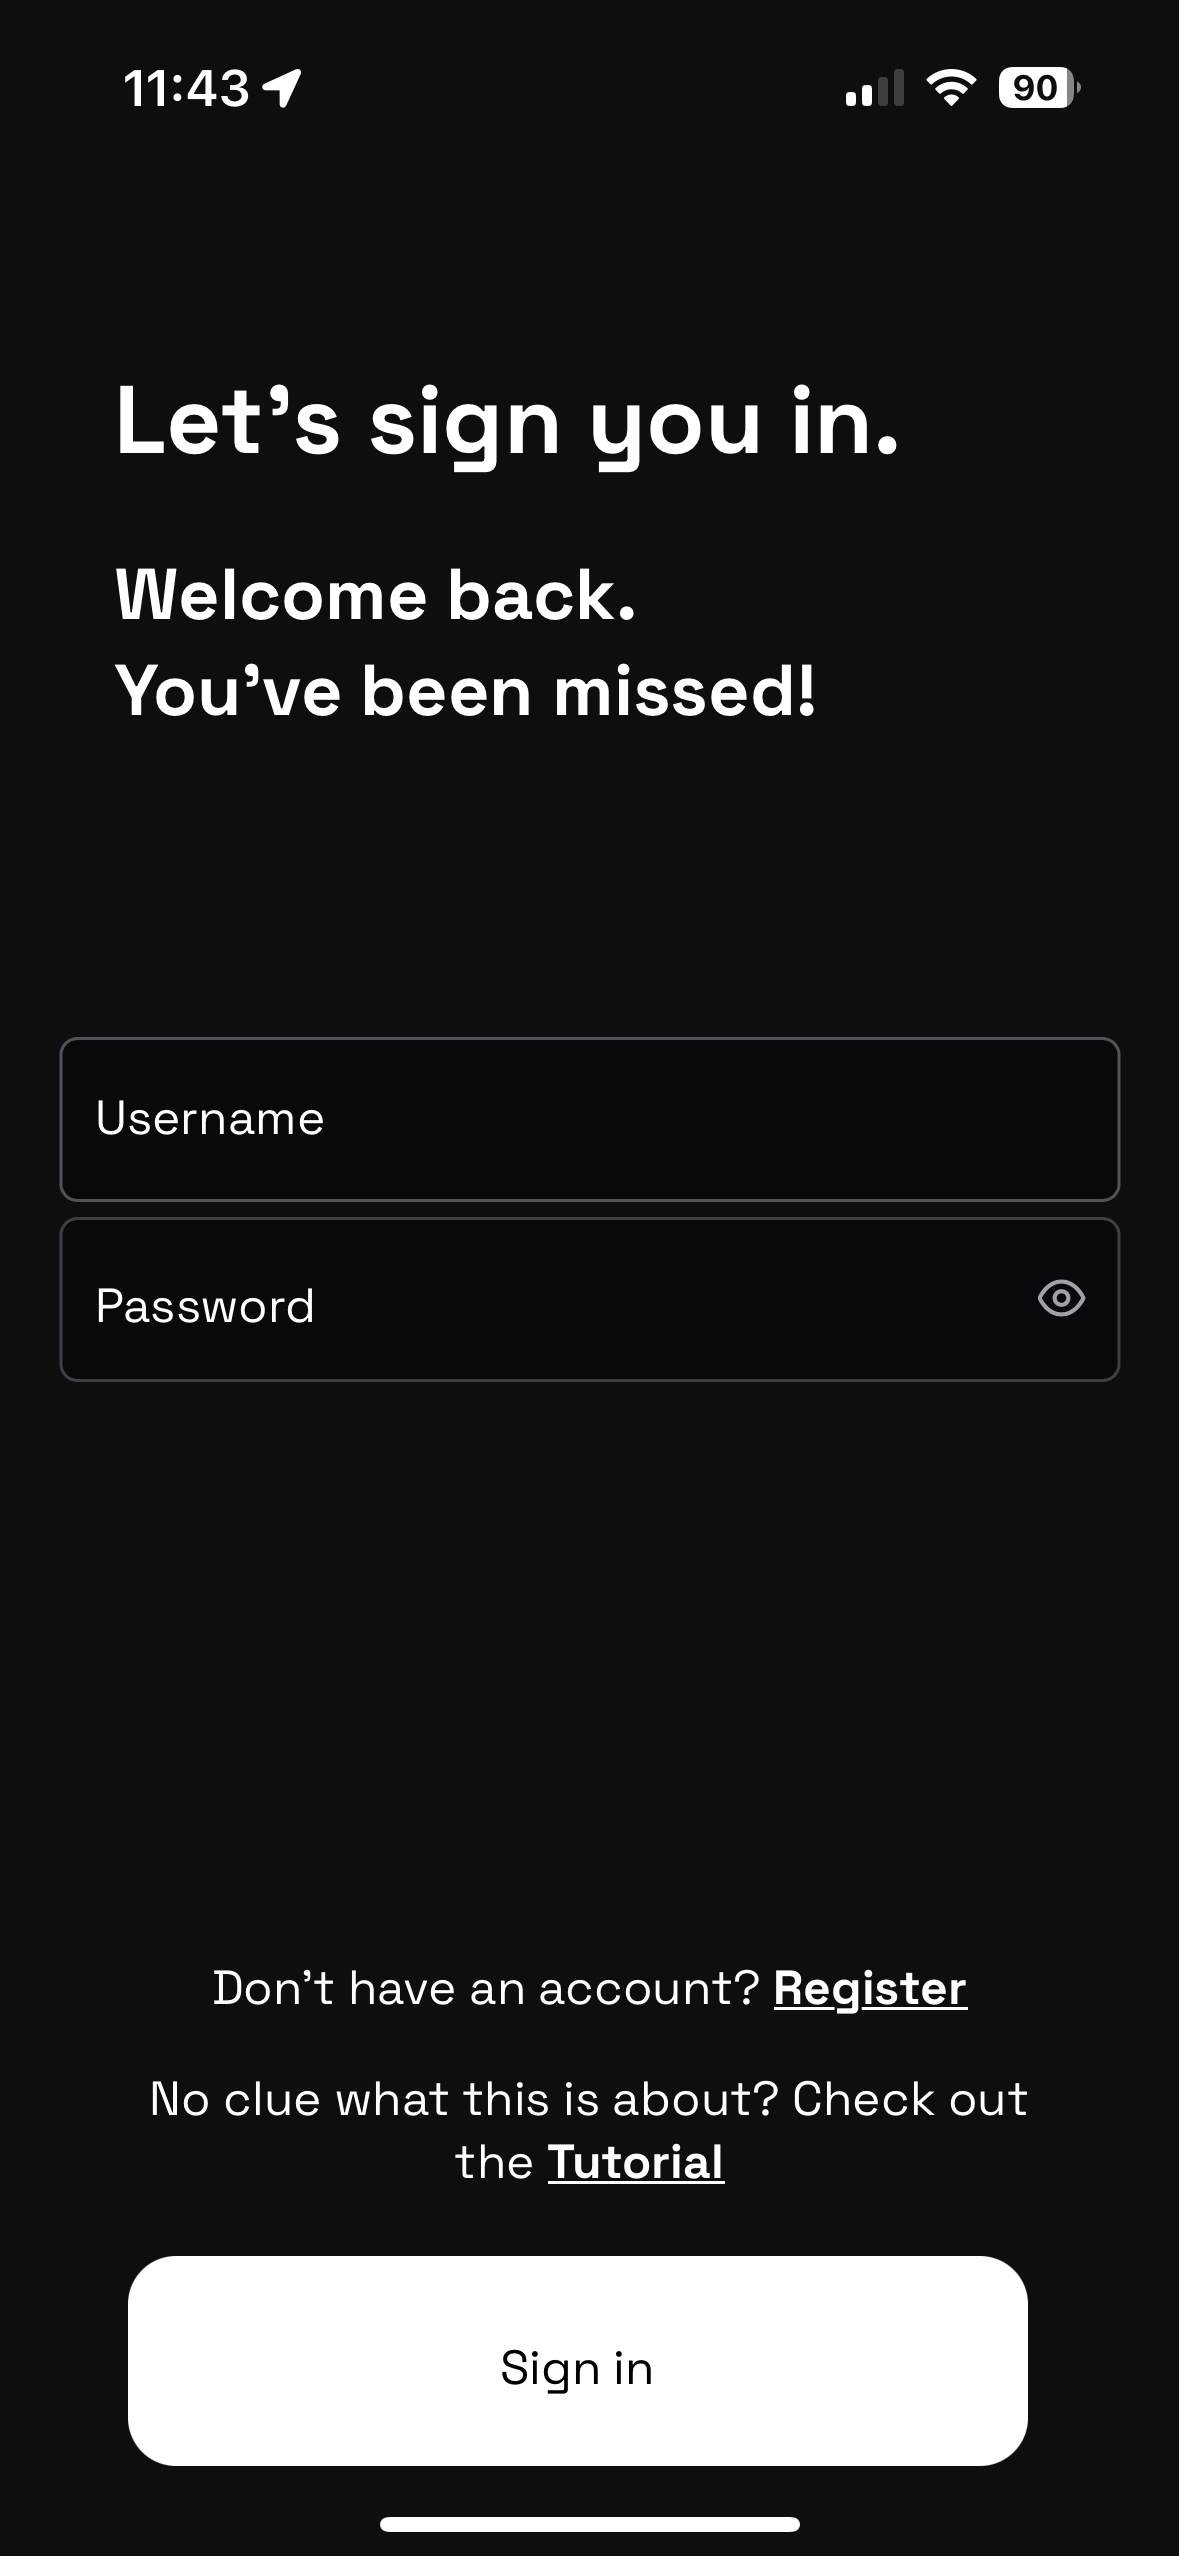 11:43
90
Let’s sign you in.
Welcome back.
You’ve been missed!
Username
Password
Don’t have an account? Register
No clue what this is about? Check out
the Tutorial
Sign in